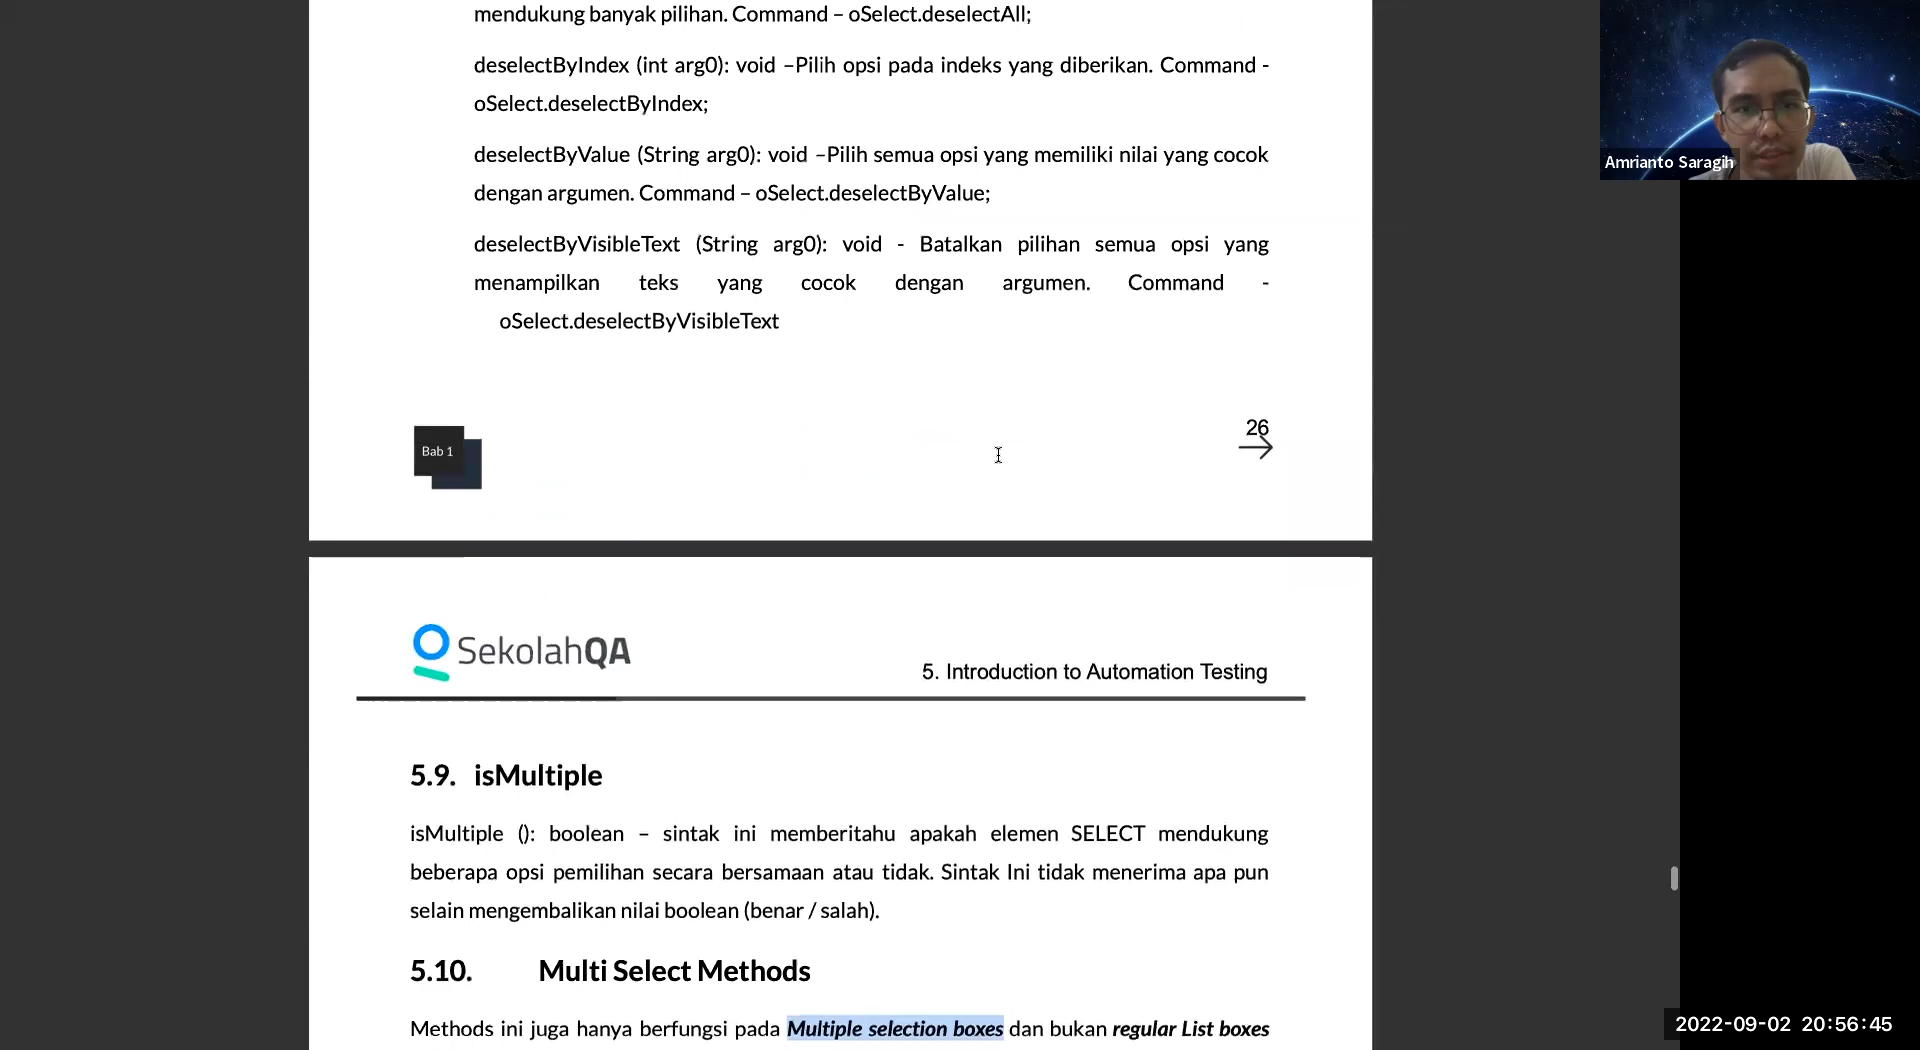 mendukung banyak pilihan. Command – oSelect.deselectAll;
deselectByIndex (int arg0): void –Pilih opsi pada indeks yang diberikan. Command -
oSelect.deselectByIndex;
deselectByValue (String arg0): void –Pilih semua opsi yang memiliki nilai yang cocok
dengan argumen. Command – oSelect.deselectByValue;
deselectByVisibleText (String arg0): void - Batalkan pilihan semua opsi yang
menampilkan teks yang cocok dengan argumen. Command -
oSelect.deselectByVisibleText
26
Bab 1
SekolahQA
5. Introduction to Automation Testing
5.9. isMultiple
isMultiple (): boolean – sintak ini memberitahu apakah elemen SELECT mendukung
beberapa opsi pemilihan secara bersamaan atau tidak. Sintak Ini tidak menerima apa pun
selain mengembalikan nilai boolean (benar / salah).
5.10. Multi Select Methods
Methods ini juga hanya berfungsi pada Multiple selection boxes dan bukan regular List boxes
Amrianto Saragih
2022-09-02 20:56:45